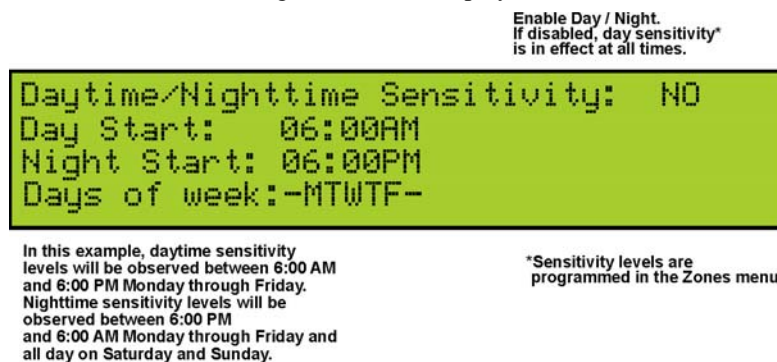 Enable Day / Night.
If disabled, day sensitivity*
is in effect at all times.
Daytime/Nighttime Sensitivity: NO
Day Start: 06:00AM
Night Start: 06:00PM
Days of week:-MTWTF-
In this example, daytime sensitivity
levels will be observed between 6:00 AM
and 6:00 PM Monday through Friday.
Nighttime sensitivity levels will be
observed between 6:00 PM
and 6:00 AM Monday through Friday and
all day on Saturday and Sunday.
*Sensitivity levels are
programmed in the Zones menu